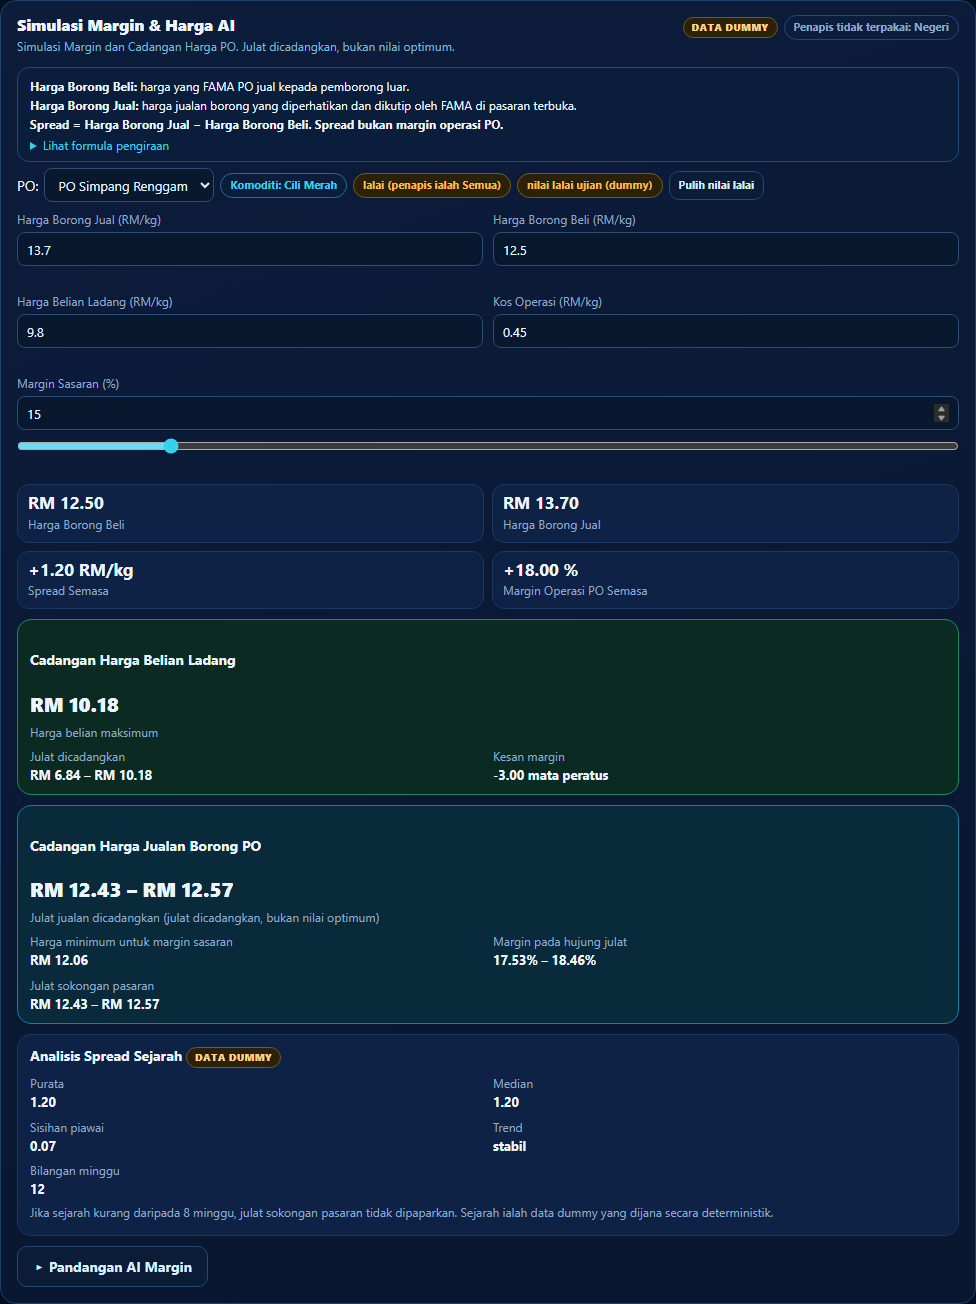 Simulasi Margin & Harga AI
DATA DUMMY
Penapis tidak terpakai: Negeri
Simulasi Margin dan Cadangan Harga PO. Julat dicadangkan, bukan nilai optimum.
Harga Borong Beli: harga yang FAMA PO jual kepada pemborong luar.
Harga Borong Jual: harga jualan borong yang diperhatikan dan dikutip oleh FAMA di pasaran terbuka.
Spread = Harga Borong Jual − Harga Borong Beli. Spread bukan margin operasi PO.
▶ Lihat formula pengiraan
PO: PO Simpang Renggam
Komoditi: Cili Merah
lalai (penapis ialah Semua)
nilai lalai ujian (dummy)
Pulih nilai lalai
Harga Borong Jual (RM/kg)
Harga Borong Beli (RM/kg)
13.7
12.5
Harga Belian Ladang (RM/kg)
Kos Operasi (RM/kg)
9.8
0.45
Margin Sasaran (%)
15
RM 12.50
Harga Borong Beli
RM 13.70
Harga Borong Jual
+1.20 RM/kg
Spread Semasa
+18.00 %
Margin Operasi PO Semasa
Cadangan Harga Belian Ladang
RM 10.18
Harga belian maksimum
Julat dicadangkan
RM 6.84 – RM 10.18
Kesan margin
-3.00 mata peratus
Cadangan Harga Jualan Borong PO
RM 12.43 – RM 12.57
Julat jualan dicadangkan (julat dicadangkan, bukan nilai optimum)
Harga minimum untuk margin sasaran
RM 12.06
Margin pada hujung julat
17.53% – 18.46%
Julat sokongan pasaran
RM 12.43 – RM 12.57
Analisis Spread Sejarah DATA DUMMY
Purata
1.20
Median
1.20
Sisihan piawai
0.07
Trend
stabil
Bilangan minggu
12
Jika sejarah kurang daripada 8 minggu, julat sokongan pasaran tidak dipaparkan. Sejarah ialah data dummy yang dijana secara deterministik.
▸ Pandangan AI Margin